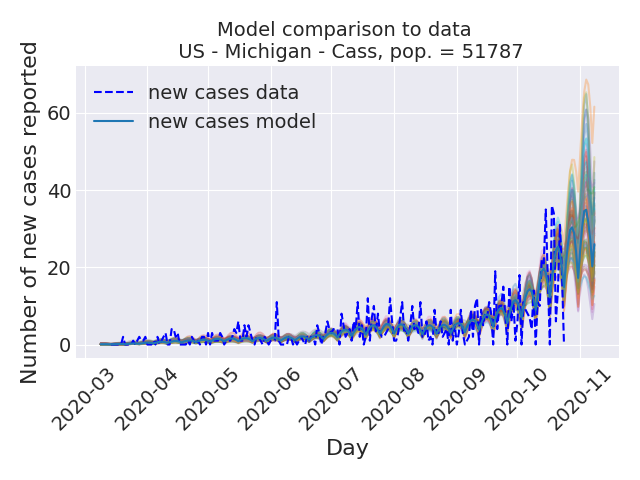 Model comparison to data
US - Michigan - Cass, pop. = 51787
new cases data
new cases model
Number of new cases reported
60
40
20
0
2020-03
2020-04
2020-05
2020-06
2020-07
2020-08
2020-09
2020-10
2020-11
Day